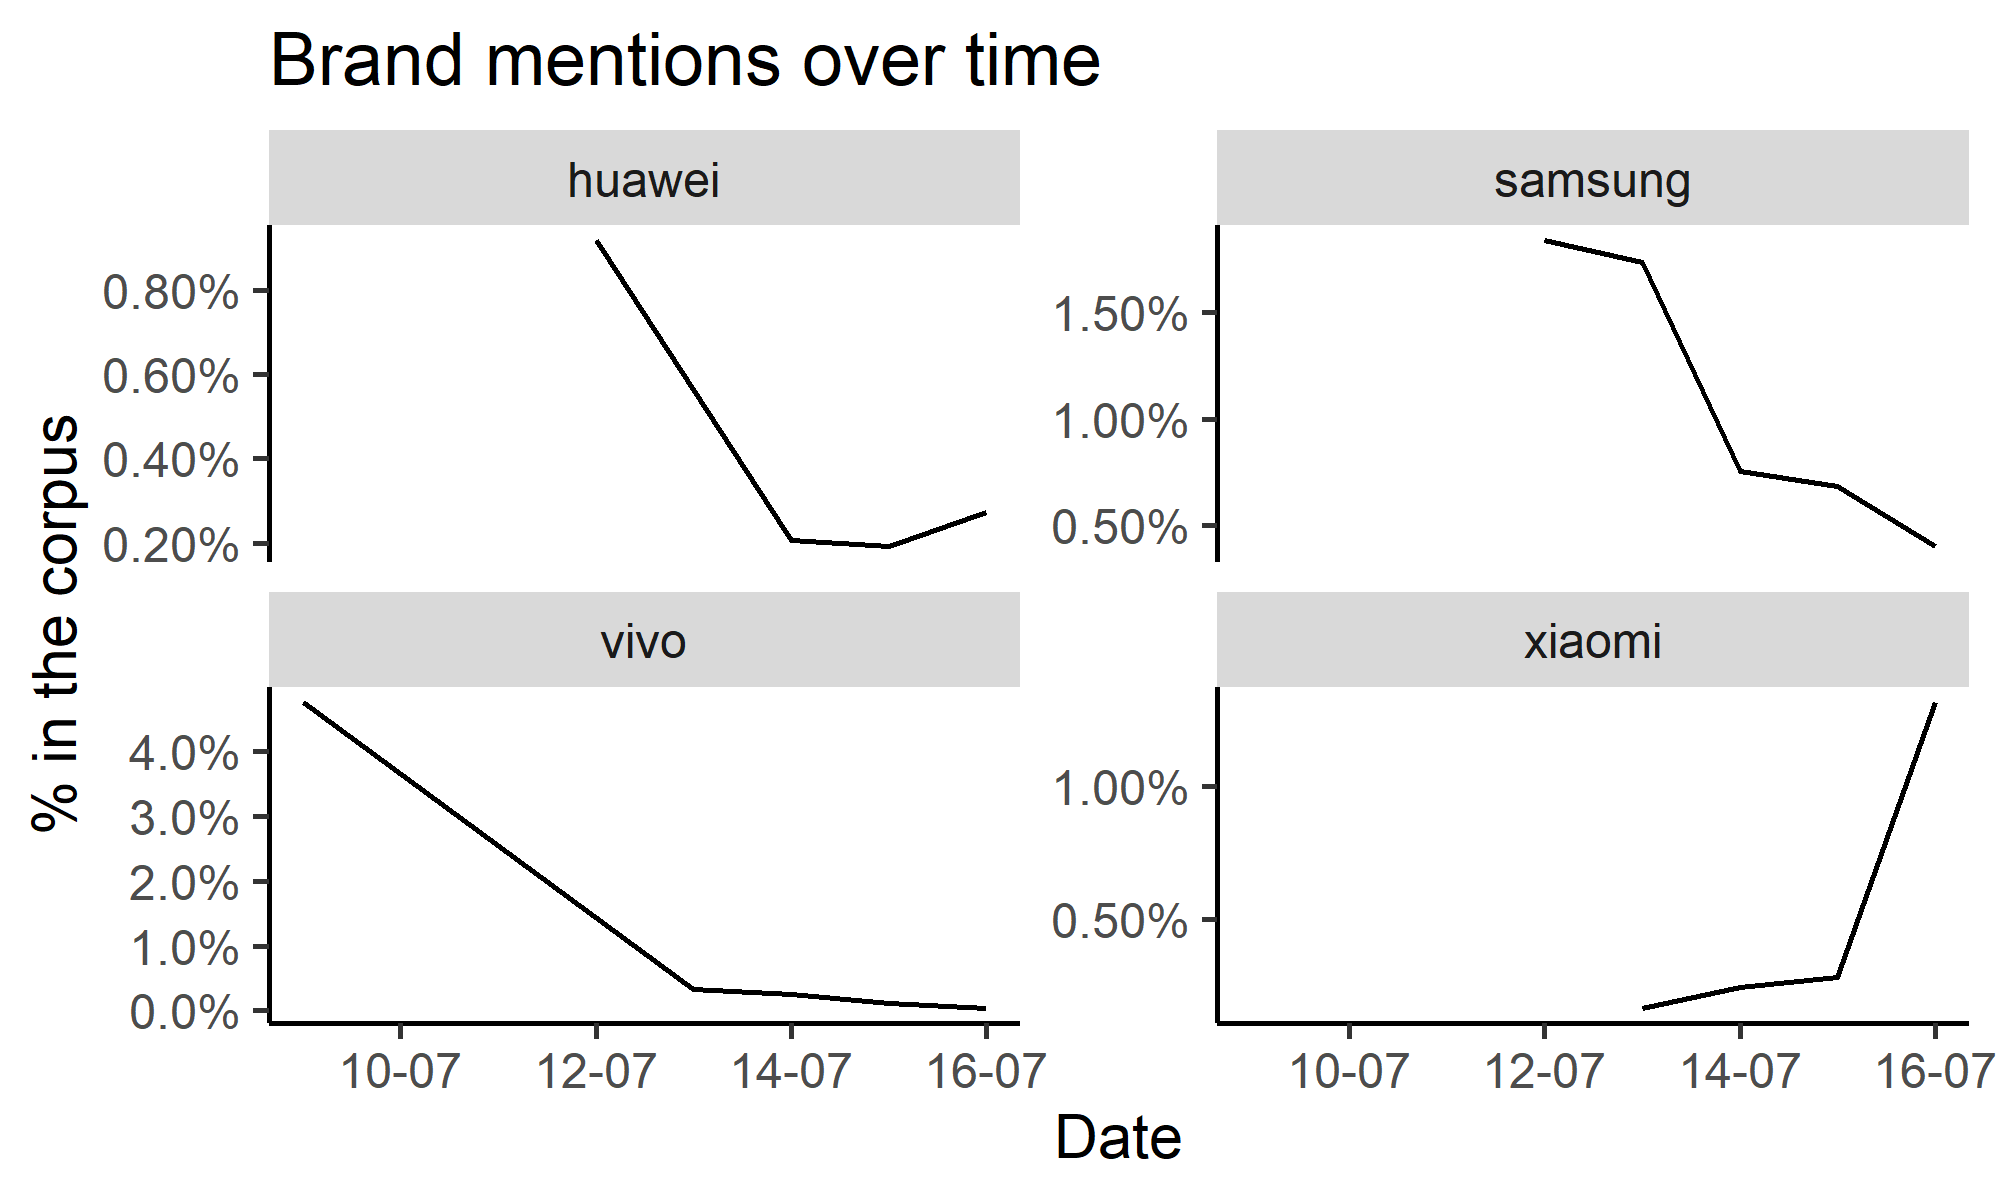 Brand mentions over time
huawei
samsung
0.80%
0.60%
0.40%
0.20%
1.50%
1.00%
0.50%
vivo
xiaomi
4.0%
3.0%
2.0%
1.0%
0.0%
1.00%
0.50%
10-07 12-07 14-07 16-07
10-07 12-07 14-07 16-07
% in the corpus
Date